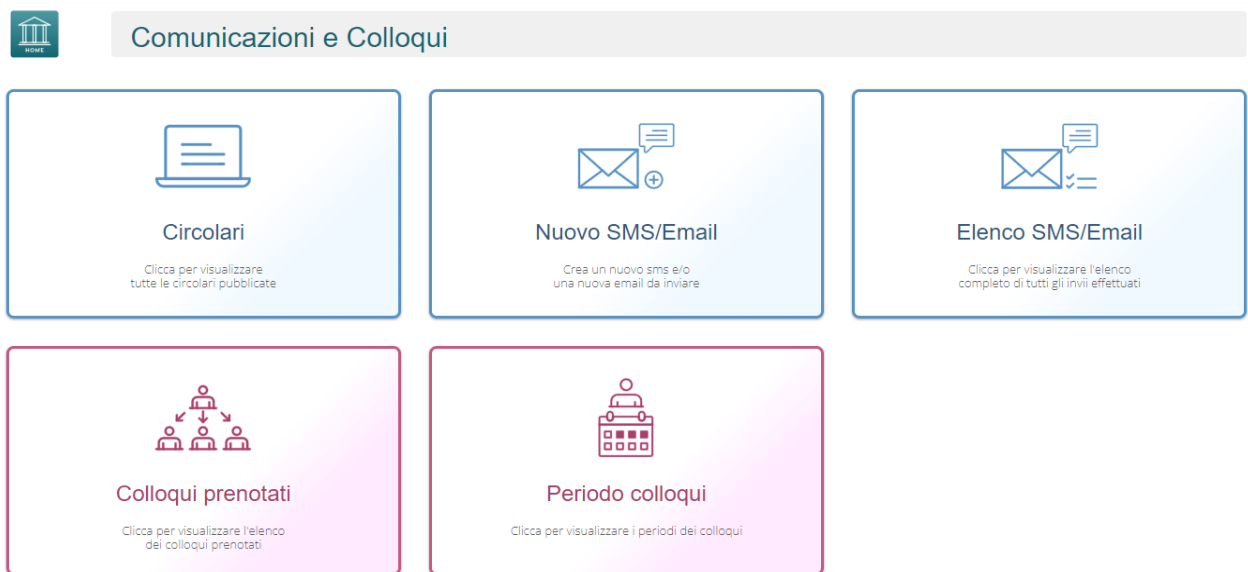 HOME
Comunicazioni e Colloqui
Circolari
Clicca per visualizzare
tutte le circolari pubblicate
Nuovo SMS/Email
Crea un nuovo sms e/o
una nuova email da inviare
Elenco SMS/Email
Clicca per visualizzare l'elenco
completo di tutti gli invii effettuati
Colloqui prenotati
Clicca per visualizzare l'elenco
dei colloqui prenotati
Periodo colloqui
Clicca per visualizzare i periodi dei colloqui